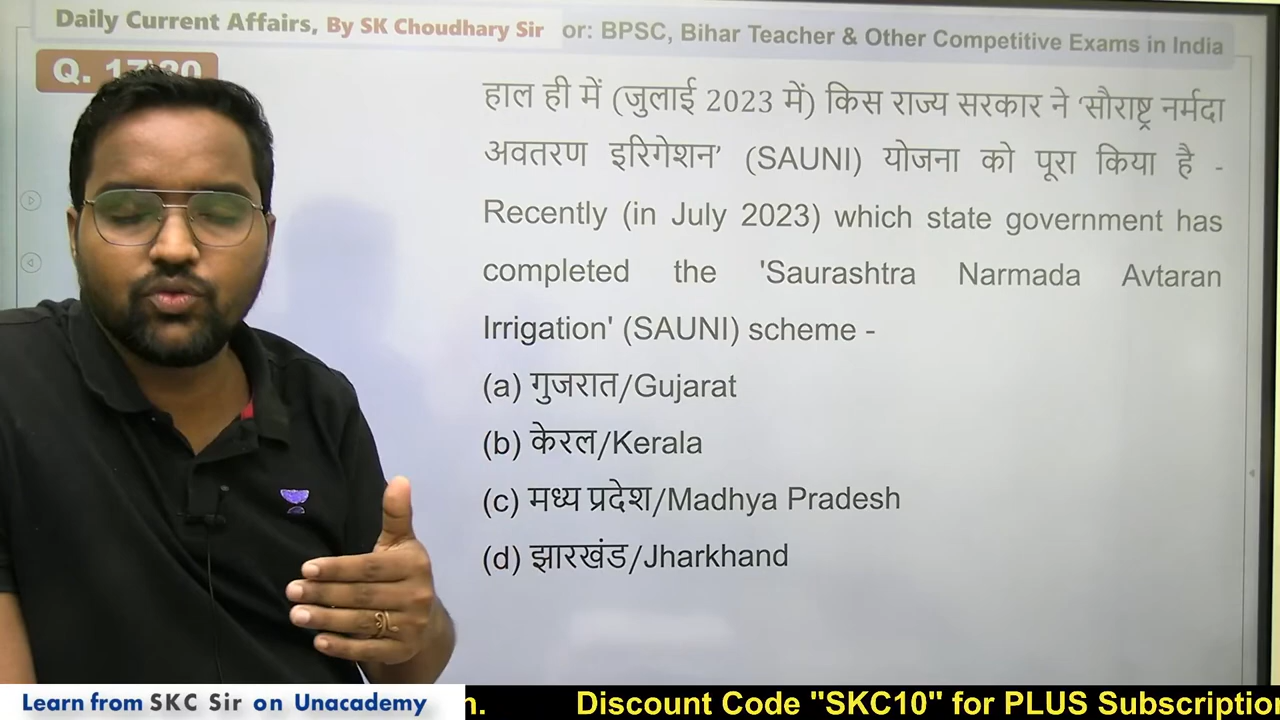 Daily Current Affairs, By SK Choudhary Sir or: BPSC, Bihar Teacher & Other Competitive Exams in India
Q.
हाल ही में (जुलाई 2023 में) किस राज्य सरकार ने 'सौराष्ट्र नर्मदा
अवतरण इरिगेशन' (SAUNI) योजना को पूरा किया है -
Recently (in July 2023) which state government has
completed the 'Saurashtra Narmada Avtaran
Irrigation' (SAUNI) scheme -
(a) गुजरात/Gujarat
(b) केरल/Kerala
(c) मध्य प्रदेश/Madhya Pradesh
(d) झारखंड/Jharkhand
Learn from SKC Sir on Unacademy
Discount Code "SKC10" for PLUS Subscriptio